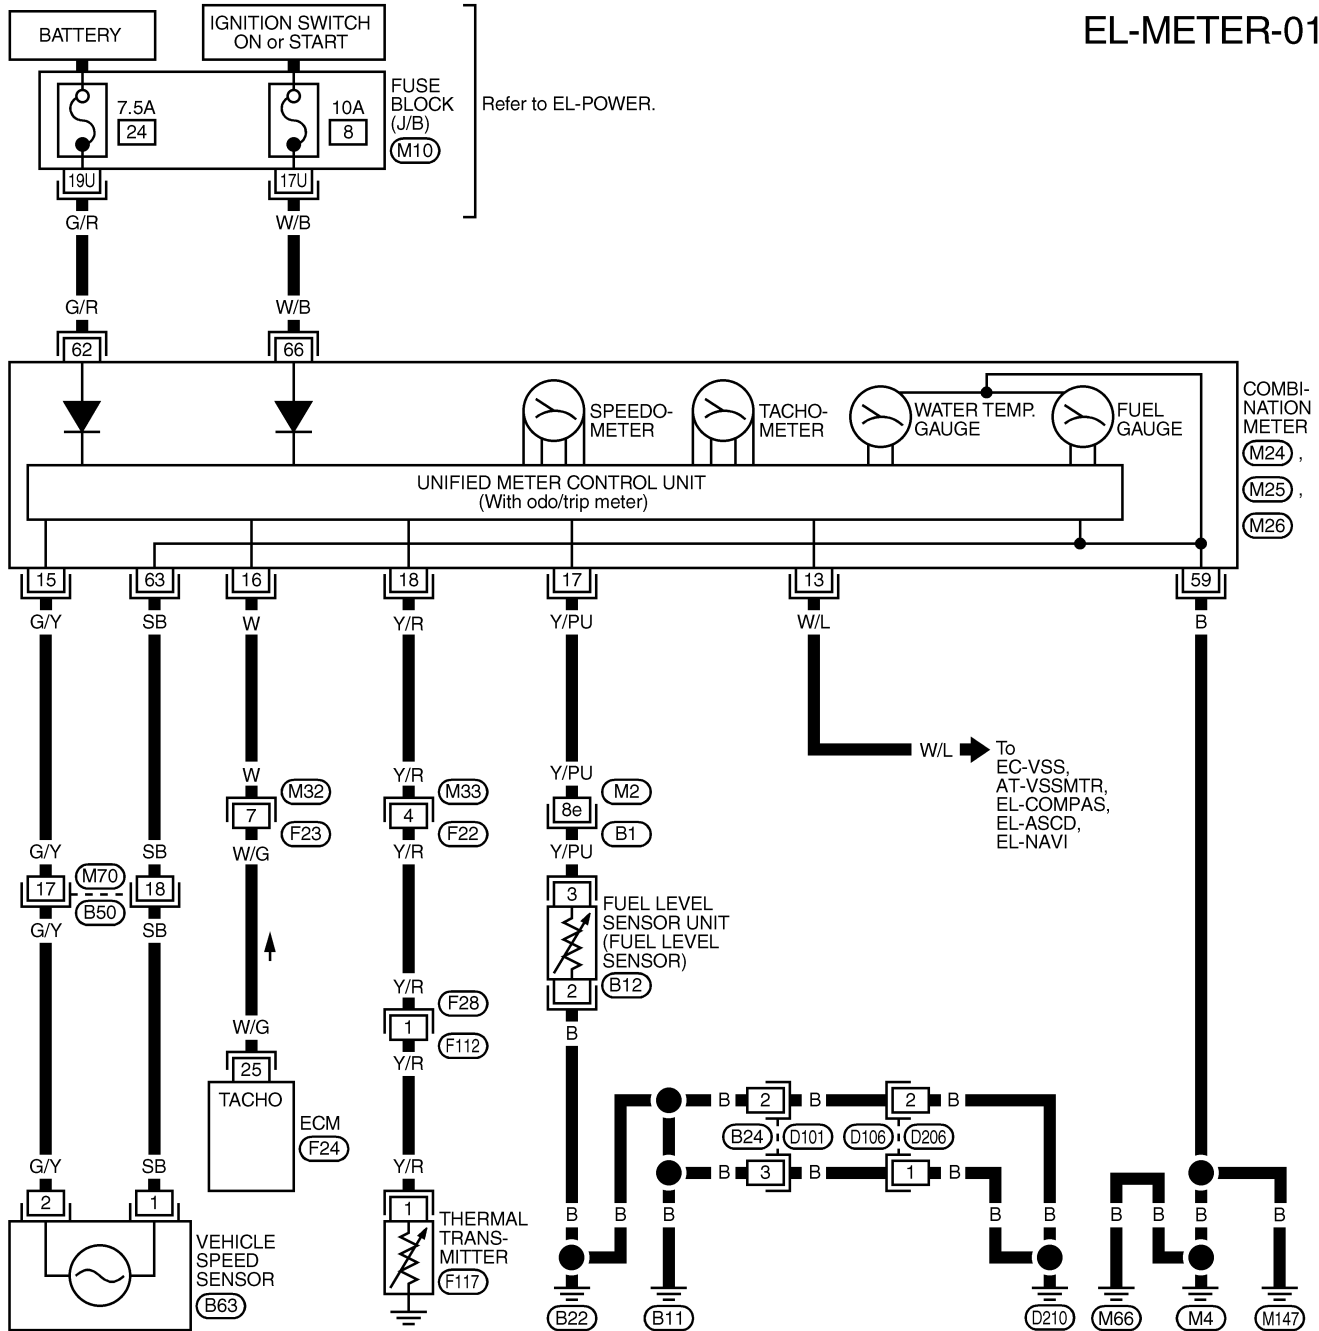 EL-METER-01
BATTERY
IGNITION SWITCH
ON or START
7.5A
24
10A
8
FUSE
BLOCK
(J/B)
M10
Refer to EL-POWER.
19U
17U
G/R
W/B
G/R
W/B
62
66
SPEEDO-
METER
TACHO-
METER
WATER TEMP.
GAUGE
FUEL
GAUGE
COMBI-
NATION
METER
M24 ,
M25 ,
M26
UNIFIED METER CONTROL UNIT
(With odo/trip meter)
15
63
16
18
17
13
59
G/Y
SB
W
Y/R
Y/PU
W/L
B
W/L
To
EC-VSS,
AT-VSSMTR,
EL-COMPAS,
EL-ASCD,
EL-NAVI
W
Y/R
Y/PU
7
M32
F23
4
M33
F22
8e
M2
B1
G/Y
SB
W/G
Y/R
Y/PU
17
M70
B50
18
G/Y
SB
3
FUEL LEVEL
SENSOR UNIT
(FUEL LEVEL
SENSOR)
B12
2
B
Y/R
1
F28
F112
Y/R
W/G
25
TACHO
ECM
F24
B
2
B
2
B
B24
D101
D106
D206
B
3
B
1
B
G/Y
SB
Y/R
2
1
1
VEHICLE
SPEED
SENSOR
B63
THERMAL
TRANS-
MITTER
F117
B
B
B
B
B
B
B
B
B
B22
B11
D210
M66
M4
M147